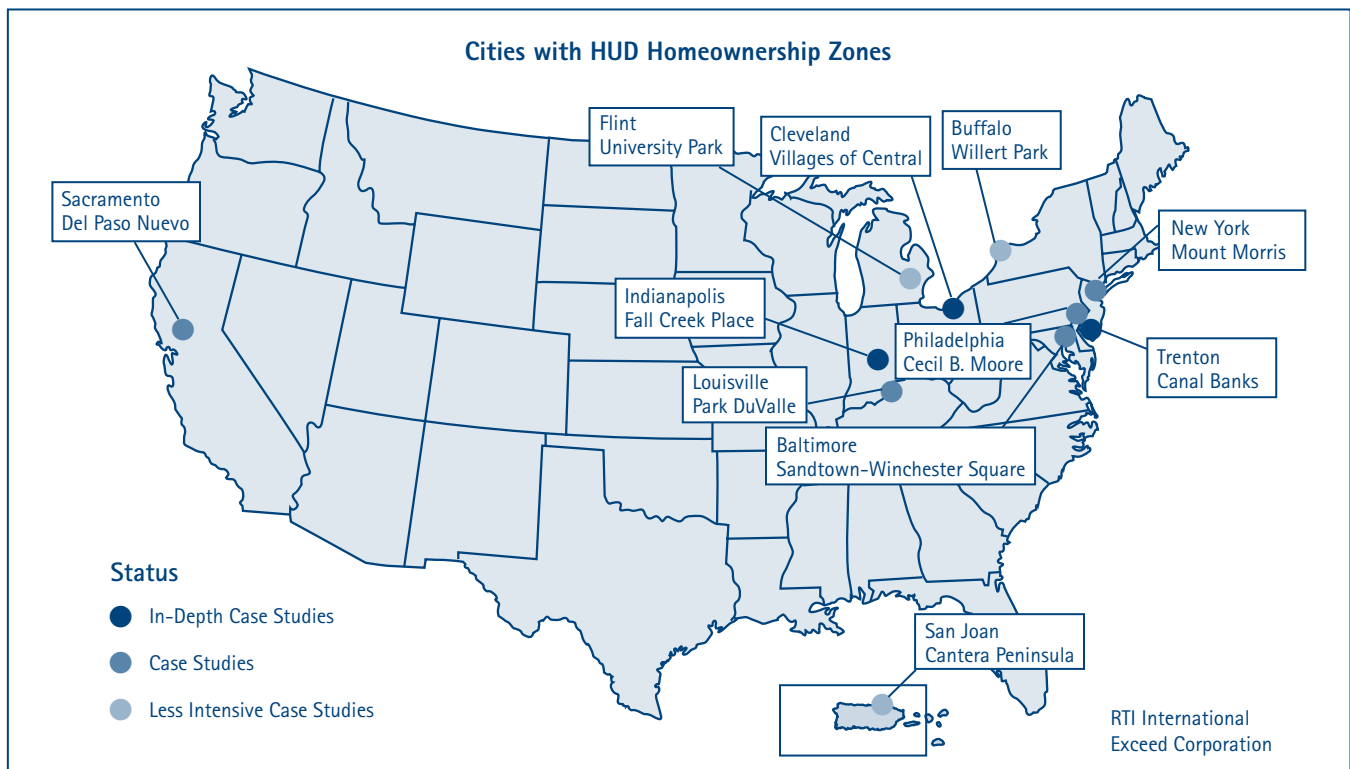 Cities with HUD Homeownership Zones
Flint
University Park
Cleveland
Villages of Central
Buffalo
Willert Park
Sacramento
Del Paso Nuevo
New York
Mount Morris
Indianapolis
Fall Creek Place
Philadelphia
Cecil B. Moore
Trenton
Canal Banks
Louisville
Park DuValle
Baltimore
Sandtown-Winchester Square
Status
In-Depth Case Studies
Case Studies
Less Intensive Case Studies
San Joan
Cantera Peninsula
RTI International
Exceed Corporation